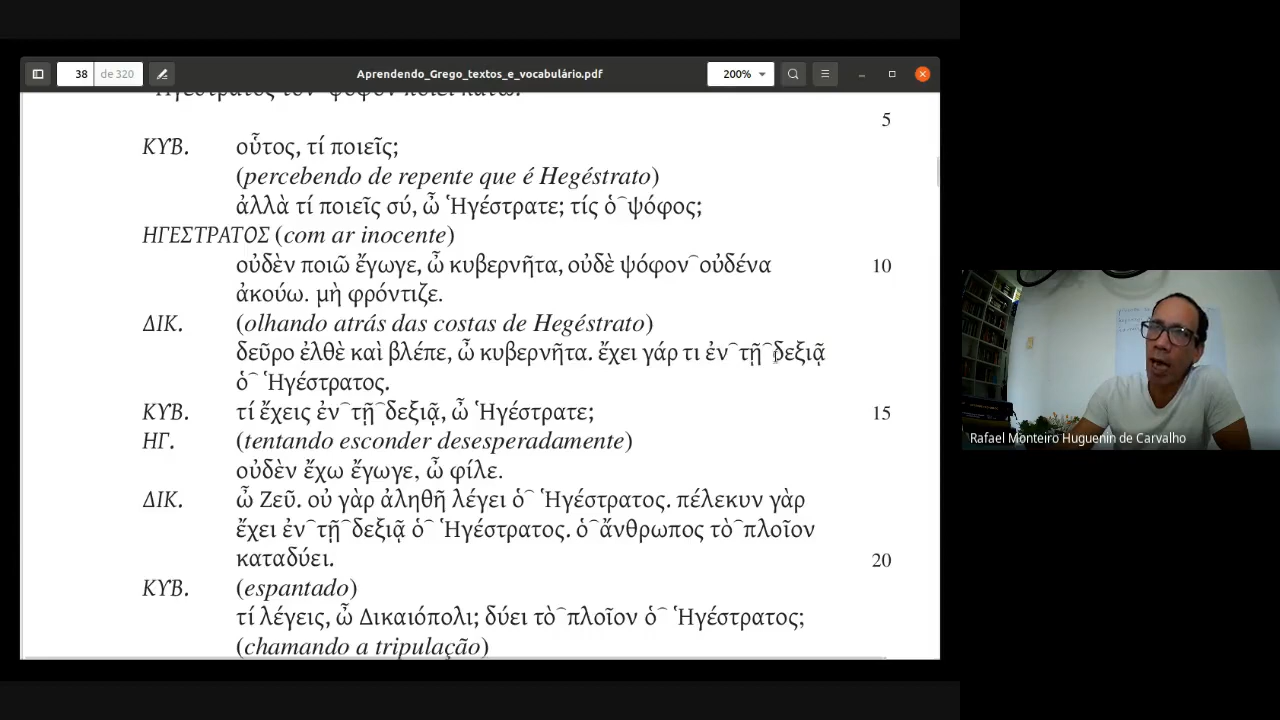 38 de 320
Aprendendo_Grego_textos_e_vocabulário.pdf
200%
Ἡγέστρατος τὸν ψόφον ποιεῖ κάτω.
5
ΚΥΒ. οὗτος, τί ποιεῖς;
(percebendo de repente que é Hegéstrato)
ἀλλὰ τί ποιεῖς σύ, ὦ Ἡγέστρατε; τίς ὁ⁀ψόφος;
ΗΓΕΣΤΡΑΤΟΣ (com ar inocente)
οὐδὲν ποιῶ ἔγωγε, ὦ κυβερνῆτα, οὐδὲ ψόφον⁀οὐδένα 10
ἀκούω. μὴ φρόντιζε.
ΔΙΚ. (olhando atrás das costas de Hegéstrato)
δεῦρο ἐλθὲ καὶ βλέπε, ὦ κυβερνῆτα. ἔχει γάρ τι ἐν⁀τῇ⁀δεξιᾷ
ὁ⁀ Ἡγέστρατος.
ΚΥΒ. τί ἔχεις ἐν⁀τῇ⁀δεξιᾷ, ὦ Ἡγέστρατε; 15
ΗΓ. (tentando esconder desesperadamente)
οὐδὲν ἔχω ἔγωγε, ὦ φίλε.
ΔΙΚ. ὦ Ζεῦ. οὐ γὰρ ἀληθῆ λέγει ὁ⁀ Ἡγέστρατος. πέλεκυν γὰρ
ἔχει ἐν⁀τῇ⁀δεξιᾷ ὁ⁀ Ἡγέστρατος. ὁ⁀ἄνθρωπος τὸ⁀πλοῖον
καταδύει. 20
ΚΥΒ. (espantado)
τί λέγεις, ὦ Δικαιόπολι; δύει τὸ⁀πλοῖον ὁ⁀ Ἡγέστρατος;
(chamando a tripulação)
Rafael Monteiro Huguenin de Carvalho